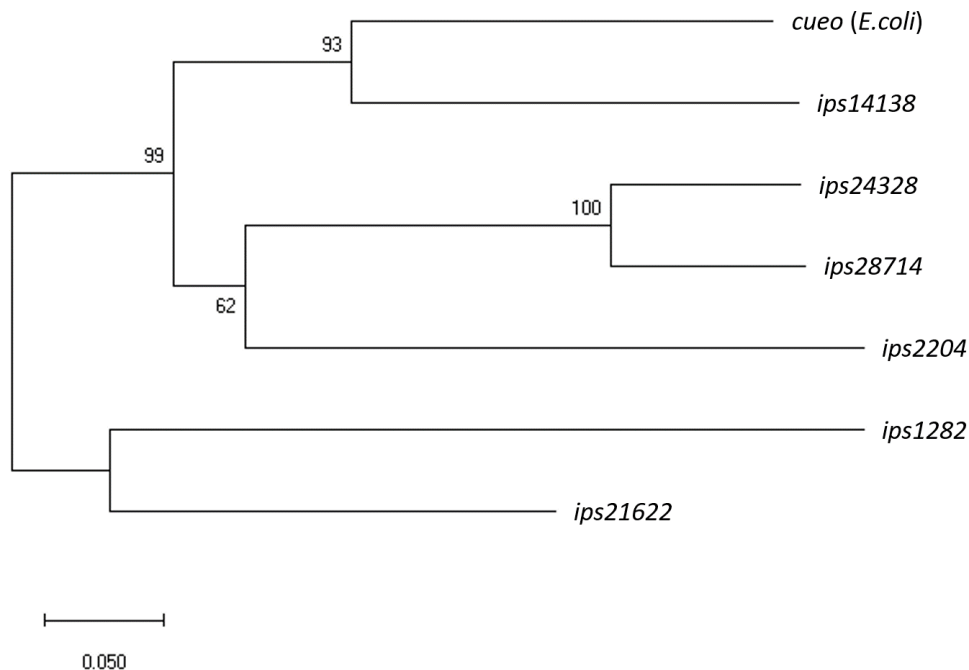 cueo (E.coli)
93
ips14138
99
ips24328
100
ips28714
62
ips2204
ips1282
ips21622
0.050